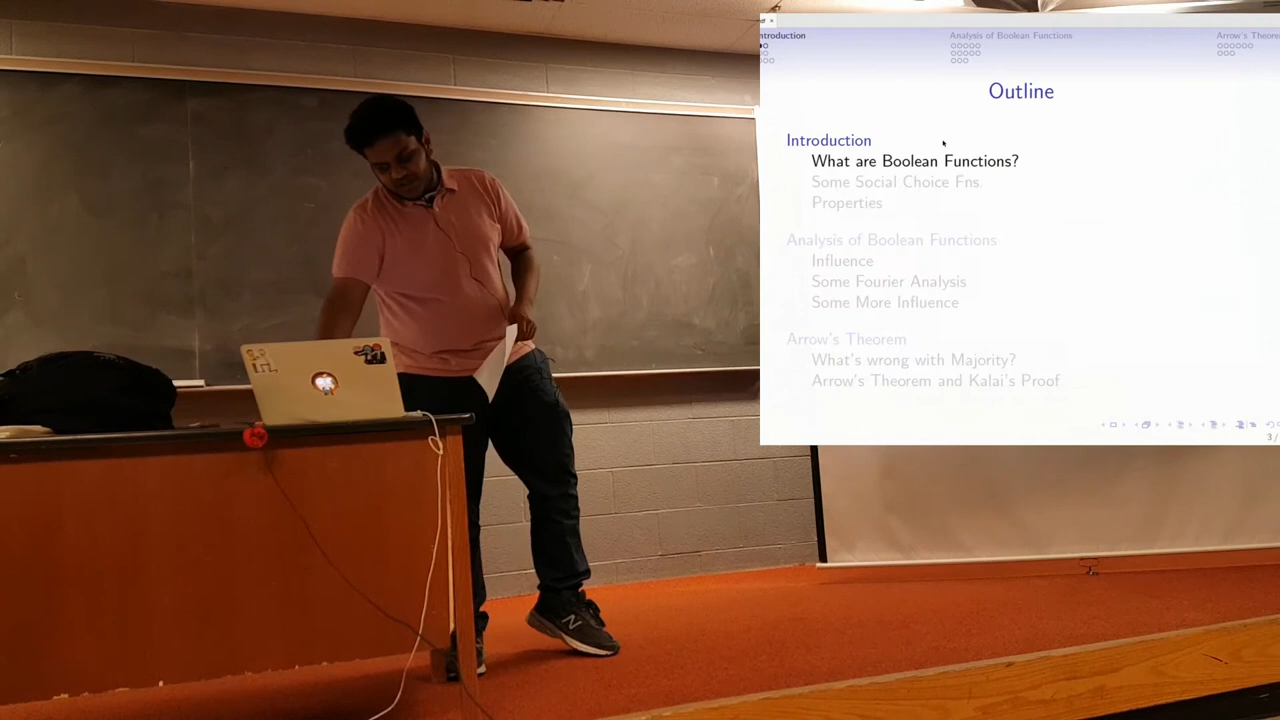 Introduction
Analysis of Boolean Functions
Outline
Introduction
What are Boolean Functions?
Some Social Choice Fns
Properties
Analysis of Boolean Functions
Influence
Some Fourier Analysis
Some More Influence
Arrow's Theorem
What's wrong with Majority?
Arrow's Theorem and Kalai's Proof
3/
N